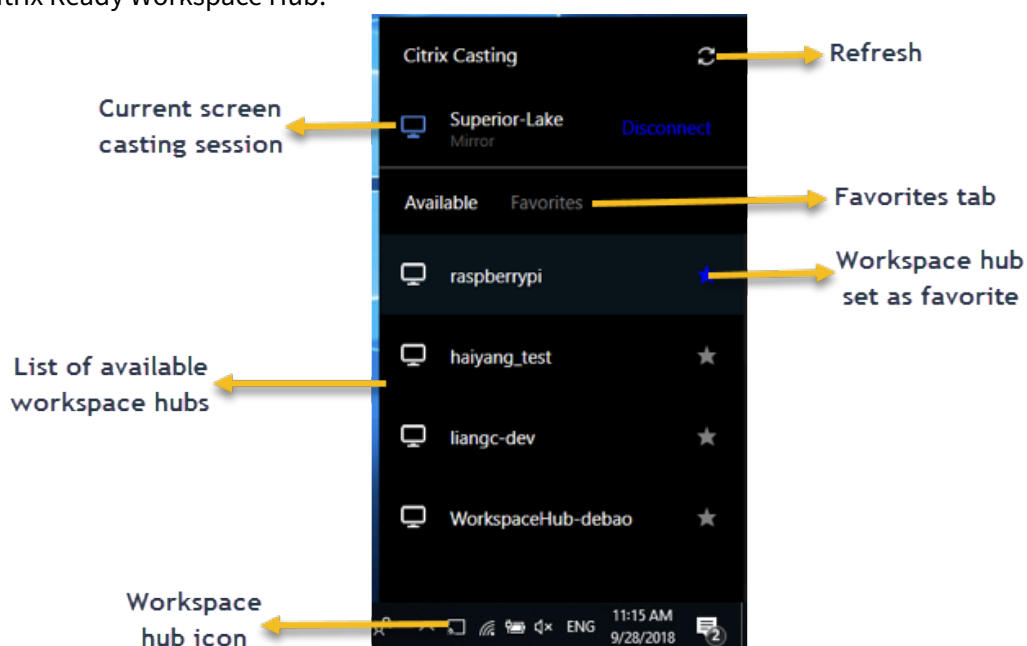 Citrix Ready Workspace Hub.
Citrix Casting
Refresh
Current screen
casting session
Superior-Lake
Mirror
Disconnect
Available
Favorites
Favorites tab
raspberrypi
Workspace hub
set as favorite
haiyang_test
List of available
workspace hubs
liangc-dev
WorkspaceHub-debao
Workspace
hub icon
ENG
11:15 AM
9/28/2018
2